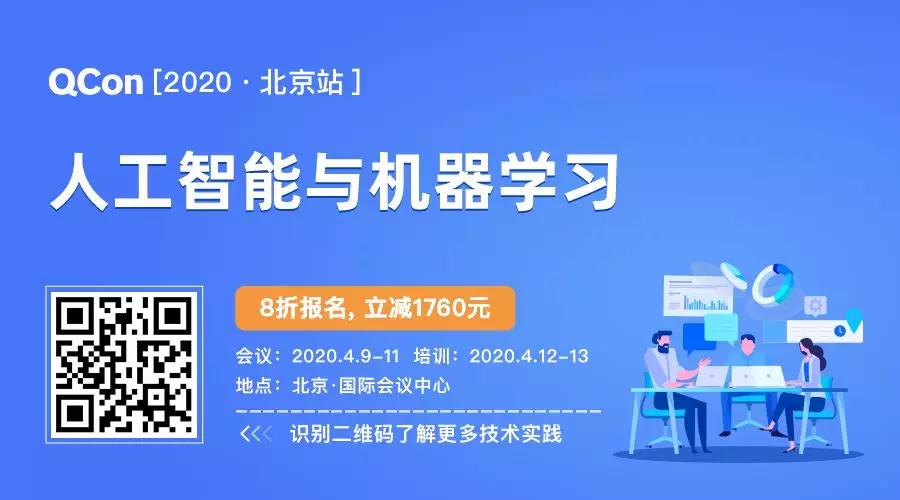 QCon [2020 · 北京站]
人工智能与机器学习
8折报名, 立减1760元
会议：2020.4.9-11 培训：2020.4.12-13
地点：北京·国际会议中心
识别二维码了解更多技术实践